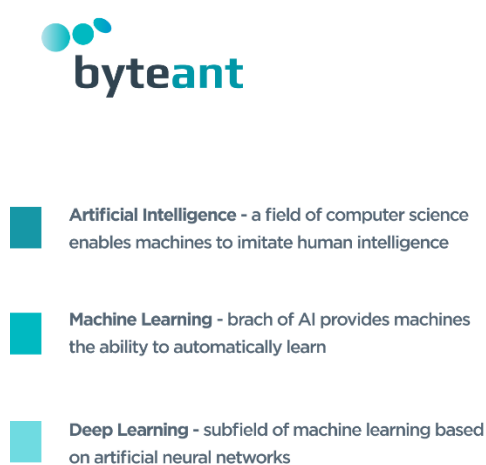 byteant
Artificial Intelligence - a field of computer science
enables machines to imitate human intelligence
Machine Learning - brach of AI provides machines
the ability to automatically learn
Deep Learning - subfield of machine learning based
on artificial neural networks